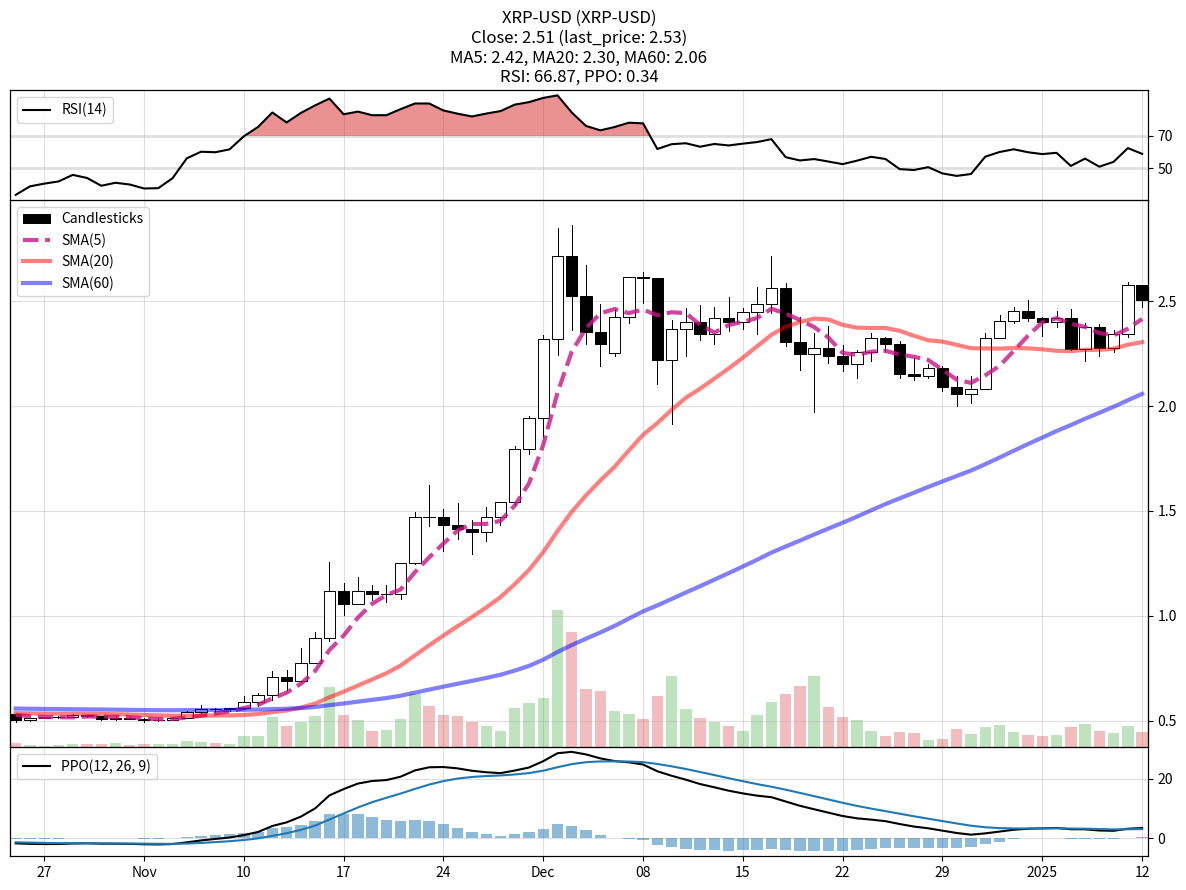 XRP-USD (XRP-USD)
Close: 2.51 (last_price: 2.53)
MA5: 2.42, MA20: 2.30, MA60: 2.06
RSI: 66.87, PPO: 0.34
RSI(14)
70
50
Candlesticks
SMA(5)
SMA(20)
SMA(60)
2.5
2.0
1.5
1.0
0.5
PPO(12, 26, 9)
20
0
27 Nov 10 17 24 Dec 08 15 22 29 2025 12